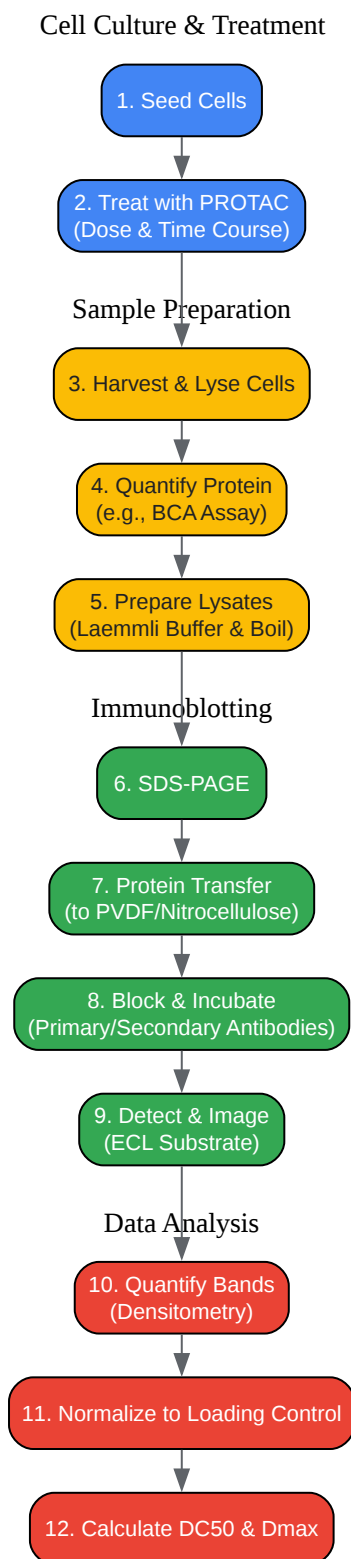 Cell Culture & Treatment
1. Seed Cells
2. Treat with PROTAC
(Dose & Time Course)
Sample Preparation
3. Harvest & Lyse Cells
4. Quantify Protein
(e.g., BCA Assay)
5. Prepare Lysates
(Laemmli Buffer & Boil)
Immunoblotting
6. SDS-PAGE
7. Protein Transfer
(to PVDF/Nitrocellulose)
8. Block & Incubate
(Primary/Secondary Antibodies)
9. Detect & Image
(ECL Substrate)
Data Analysis
10. Quantify Bands
(Densitometry)
11. Normalize to Loading Control
12. Calculate DC50 & Dmax